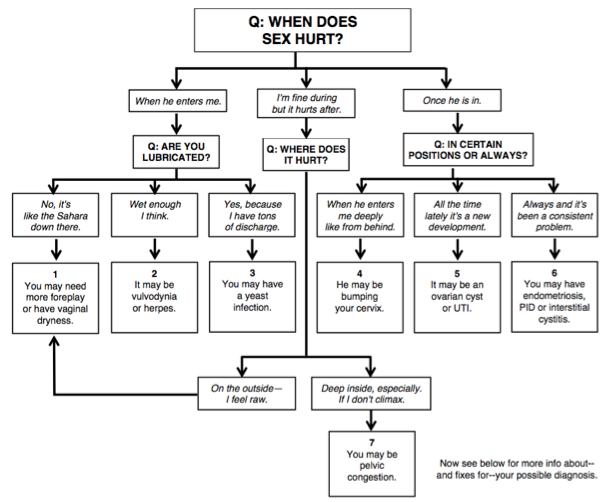 Q: WHEN DOES
SEX HURT?
When he enters me.
I'm fine during
but it hurts after.
Once he is in.
Q: ARE YOU
LUBRICATED?
Q: WHERE DOES
IT HURT?
Q: IN CERTAIN
POSITIONS OR ALWAYS?
No, it's
like the Sahara
down there.
Wet enough
I think.
Yes, because
I have tons
of discharge.
When he enters
me deeply
like from behind.
All the time
lately it's a new
development.
Always and it's
been a consistent
problem.
1
You may need
more foreplay
or have vaginal
dryness.
2
It may be
vulvodynia
or herpes.
3
You may have
a yeast
infection.
4
He may be
bumping
your cervix.
5
It may be an
ovarian cyst
or UTI.
6
You may have
endometriosis,
PID or interstitial
cystitis.
On the outside—
I feel raw.
Deep inside, especially.
If I don't climax.
7
You may be
pelvic
congestion.
Now see below for more info about--
and fixes for--your possible diagnosis.